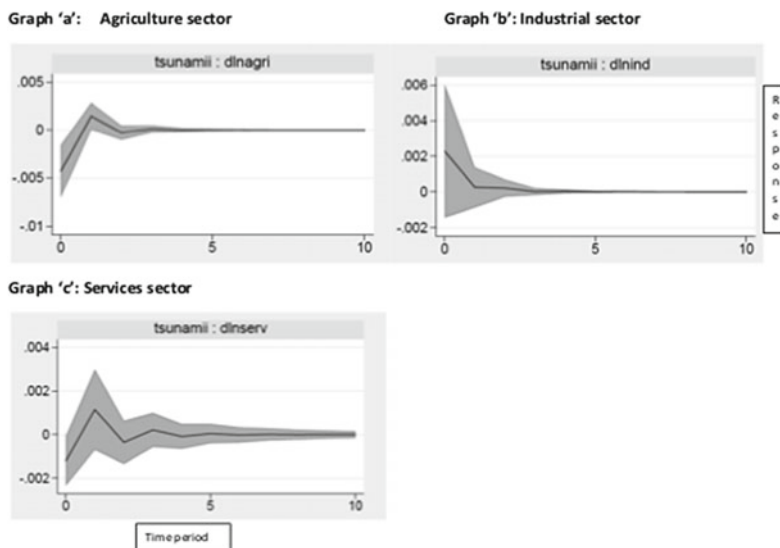 Graph ‘a’: Agriculture sector
Graph ‘b’: Industrial sector
tsunamii : dlnagri
.005
0
-.005
-.01
0 5 10
tsunamii : dlnind
.006
.004
.002
0
-.002
0 5 10
Response
Graph ‘c’: Services sector
tsunamii : dlnserv
.004
.002
0
-.002
0 5 10
Time period